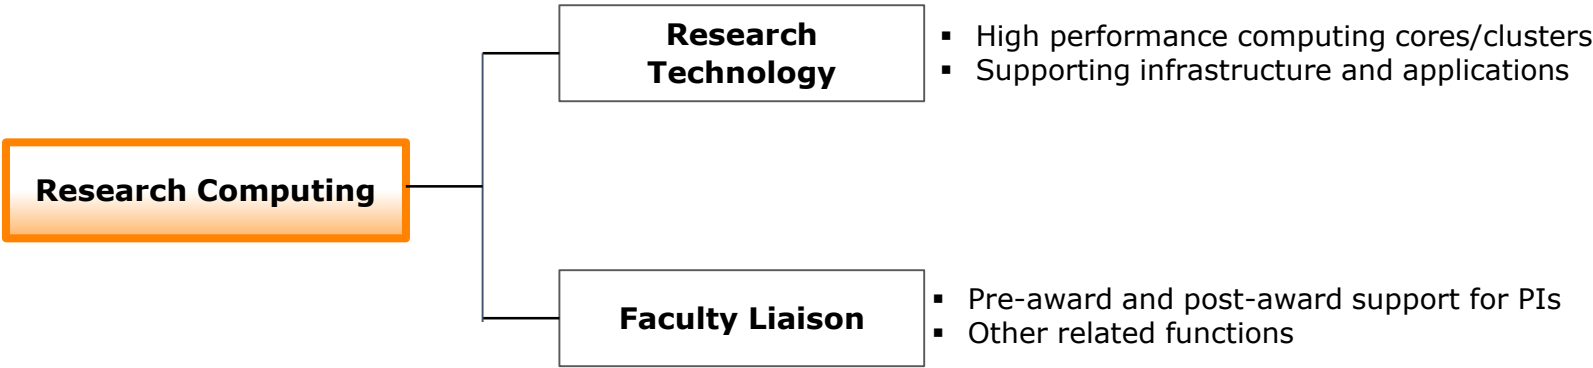 Research
Technology
▪ High performance computing cores/clusters
▪ Supporting infrastructure and applications
Research Computing
Faculty Liaison
▪ Pre-award and post-award support for PIs
▪ Other related functions